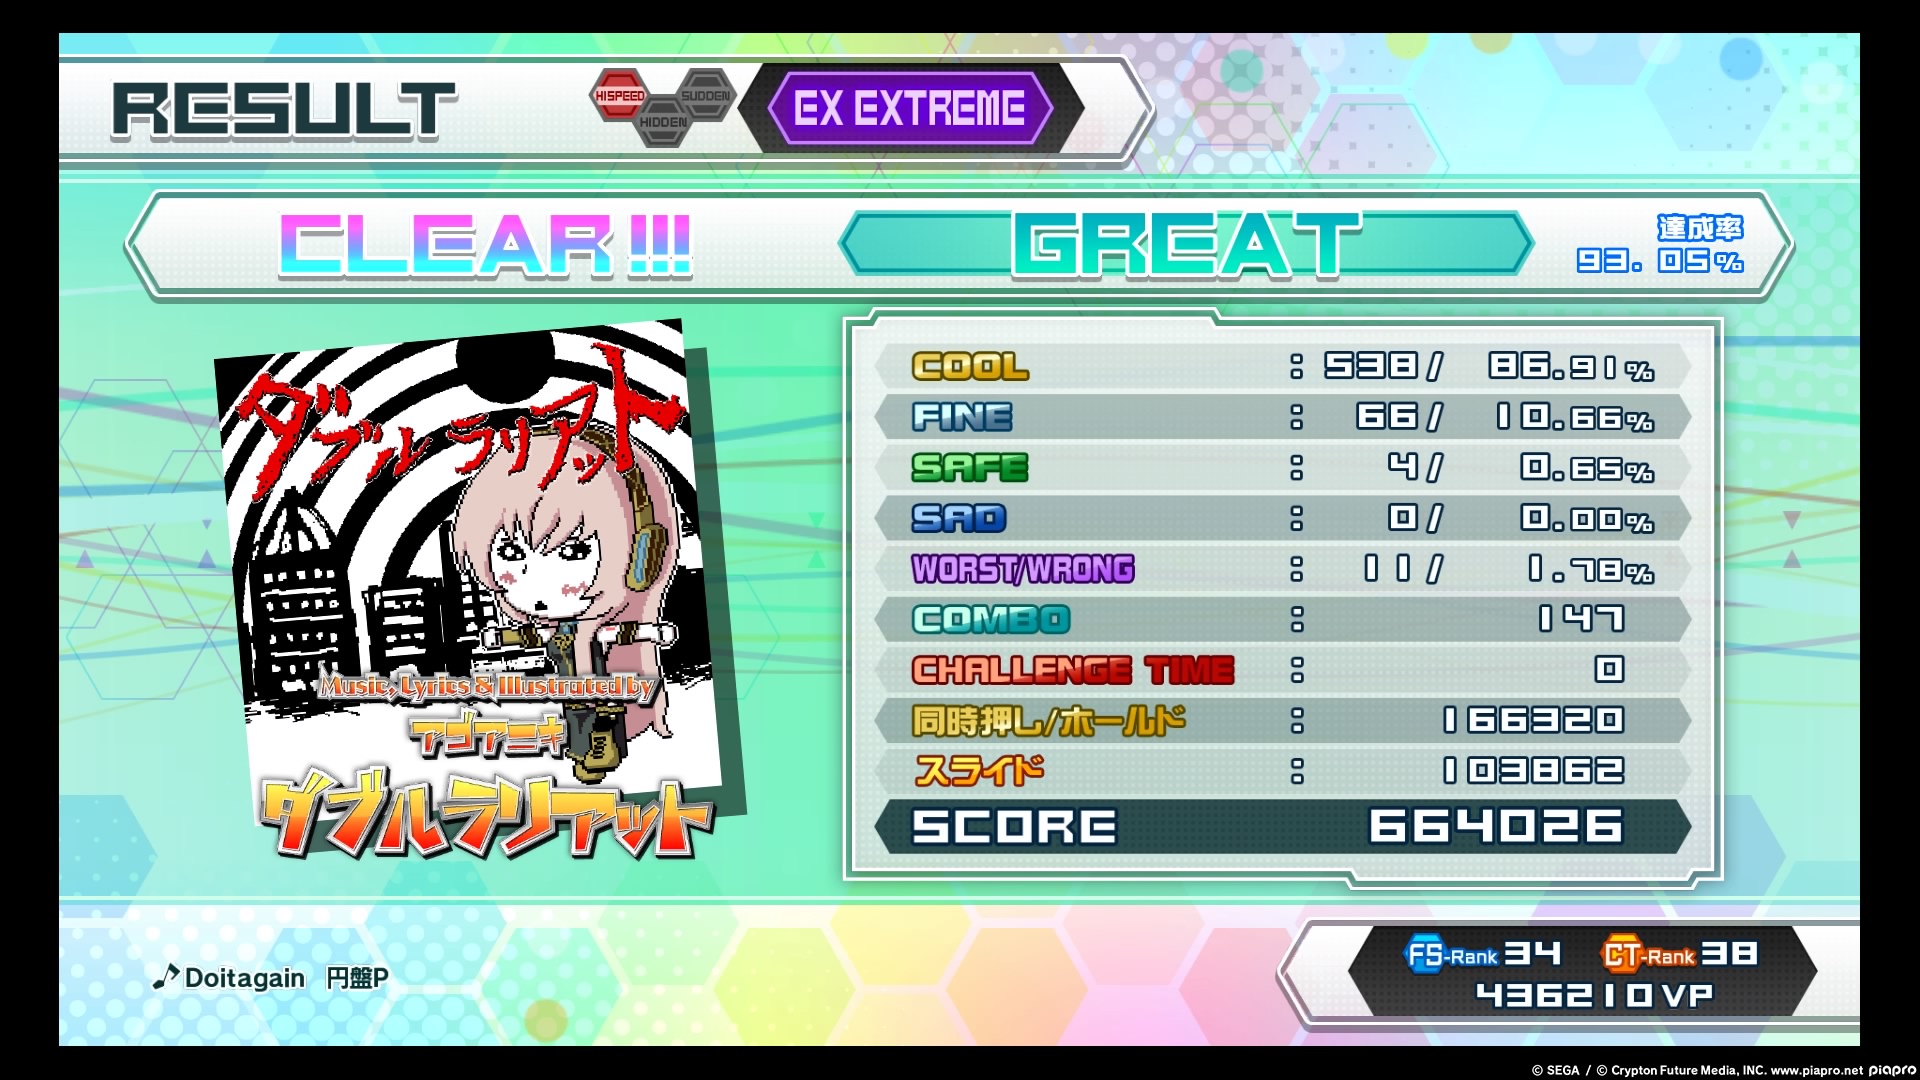 RESULT
HISPEED
HIDDEN
SUDDEN
EX EXTREME
CLEAR!!!
GREAT
達成率
93.05%
ダブルラリアット
Music, Lyrics & Illustrated by
アゴアニキ
ダブルラリアット
COOL : 538/ 86.91%
FINE : 66/ 10.66%
SAFE : 4/ 0.65%
SAD : 0/ 0.00%
WORST/WRONG : 11/ 1.78%
COMBO : 147
CHALLENGE TIME : 0
同時押し/ホールド : 166320
スライド : 103862
SCORE 664026
Doitagain 円盤P
FS-Rank 34 CT-Rank 38
436210VP
© SEGA / © Crypton Future Media, INC. www.piapro.net piapro